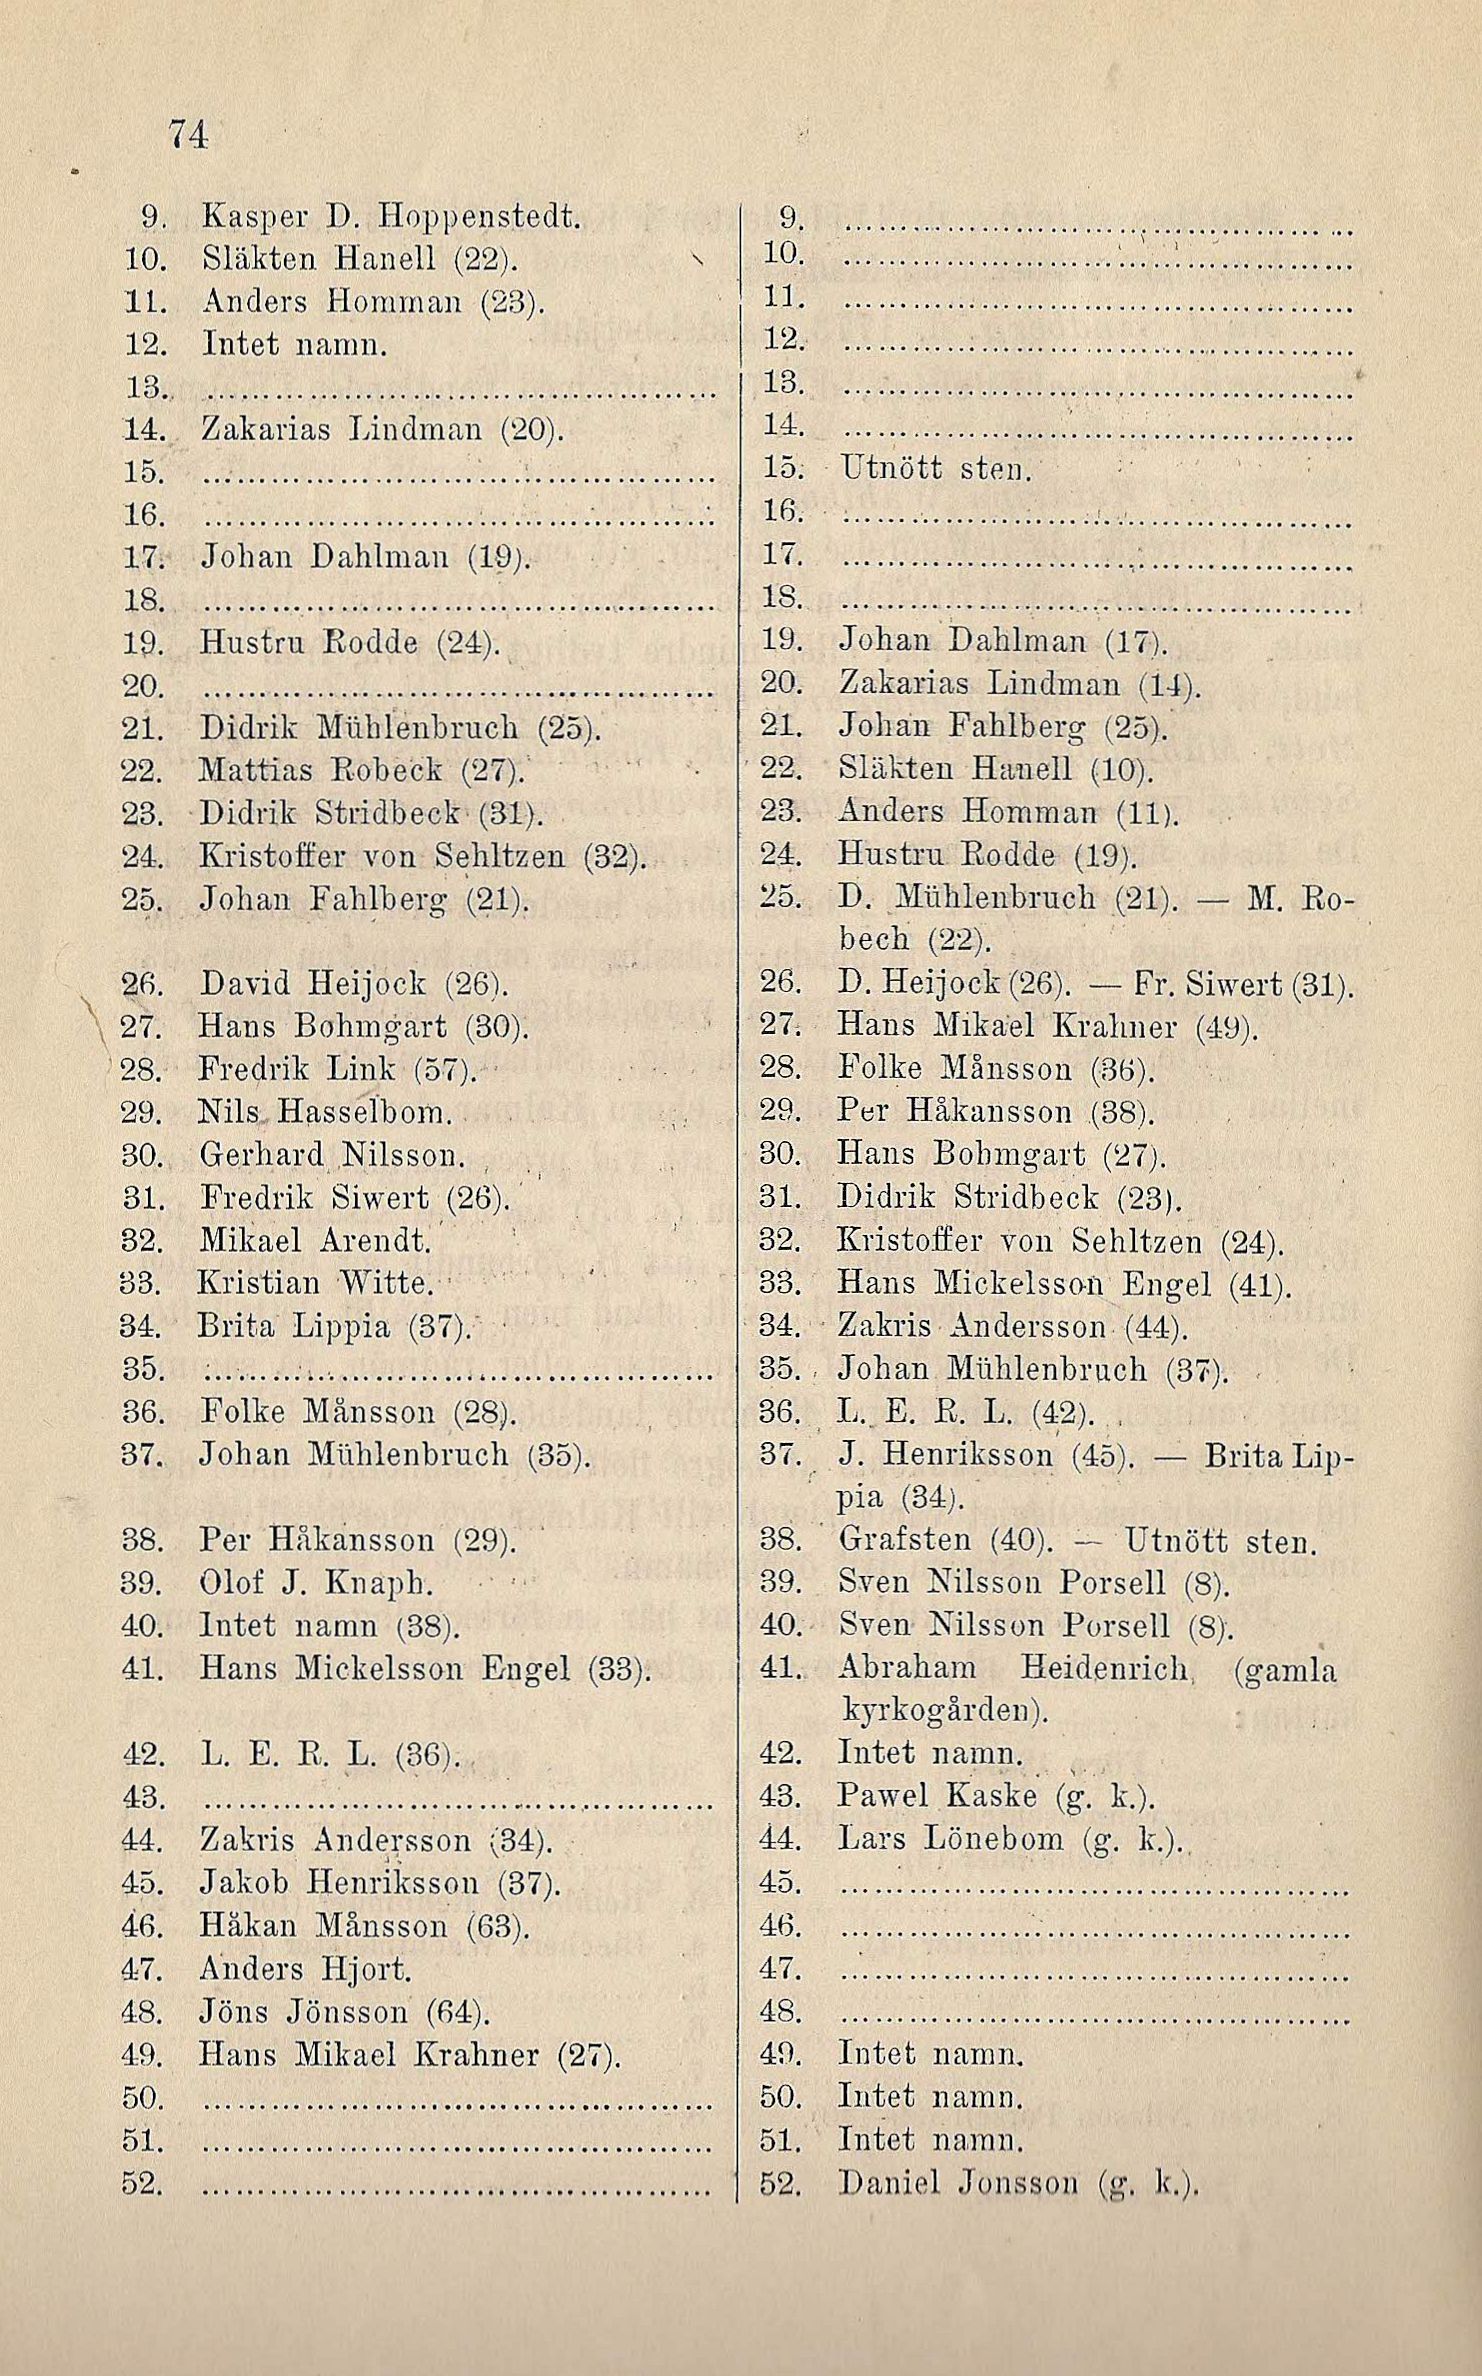 74
9. Kasper D. Hoppenstedt.
10. Släkten Hanell (22).
11. Anders Homman (23).
12. Intet namn.
13. ................................................
14. Zakarias Lindman (20).
15. ................................................
16. ................................................
17. Johan Dahlman (19).
18. ................................................
19. Hustru Rodde (24).
20. ................................................
21. Didrik Mühlenbruch (25).
22. Mattias Robeck (27).
23. Didrik Stridbeck (31).
24. Kristoffer von Sehltzen (32).
25. Johan Fahlberg (21).
26. David Heijock (26).
27. Hans Bohmgart (30).
28. Fredrik Link (57).
29. Nils Hasselbom.
30. Gerhard Nilsson.
31. Fredrik Siwert (26).
32. Mikael Arendt.
33. Kristian Witte.
34. Brita Lippia (37).
35. ................................................
36. Folke Månsson (28).
37. Johan Mühlenbruch (35).
38. Per Håkansson (29).
39. Olof J. Knaph.
40. Intet namn (38).
41. Hans Mickelsson Engel (33).
42. L. E. R. L. (36).
43. ................................................
44. Zakris Andersson (34).
45. Jakob Henriksson (37).
46. Håkan Månsson (63).
47. Anders Hjort.
48. Jöns Jönsson (64).
49. Hans Mikael Krahner (27).
50. ................................................
51. ................................................
52. ................................................
9. ................................................
10. ................................................
11. ................................................
12. ................................................
13. ................................................
14. ................................................
15. Utnött sten.
16. ................................................
17. ................................................
18. ................................................
19. Johan Dahlman (17).
20. Zakarias Lindman (14).
21. Johan Fahlberg (25).
22. Släkten Hanell (10).
23. Anders Homman (11).
24. Hustru Rodde (19).
25. D. Mühlenbruch (21). — M. Ro-
bech (22).
26. D. Heijock (26). — Fr. Siwert (31).
27. Hans Mikael Krahner (49).
28. Folke Månsson (36).
29. Per Håkansson (38).
30. Hans Bohmgart (27).
31. Didrik Stridbeck (23).
32. Kristoffer von Sehltzen (24).
33. Hans Mickelsson Engel (41).
34. Zakris Andersson (44).
35. Johan Mühlenbruch (37).
36. L. E. R. L. (42).
37. J. Henriksson (45). — Brita Lip-
pia (34).
38. Grafsten (40). — Utnött sten.
39. Sven Nilsson Porsell (8).
40. Sven Nilsson Porsell (8).
41. Abraham Heidenrich, (gamla
kyrkogården).
42. Intet namn.
43. Pawel Kaske (g. k.).
44. Lars Lönebom (g. k.).
45. ................................................
46. ................................................
47. ................................................
48. ................................................
49. Intet namn.
50. Intet namn.
51. Intet namn.
52. Daniel Jonsson (g. k.).